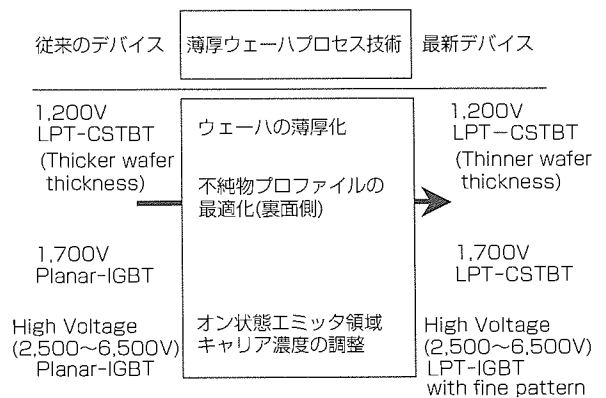 従来のデバイス
薄厚ウェーハプロセス技術
最新デバイス
1,200V
LPT-CSTBT
(Thicker wafer
thickness)
1,700V
Planar-IGBT
High Voltage
(2,500～6,500V)
Planar-IGBT
ウェーハの薄厚化
不純物プロファイルの
最適化(裏面側)
オン状態エミッタ領域
キャリア濃度の調整
1,200V
LPT-CSTBT
(Thinner wafer
thickness)
1,700V
LPT-CSTBT
High Voltage
(2,500～6,500V)
LPT-IGBT
with fine pattern